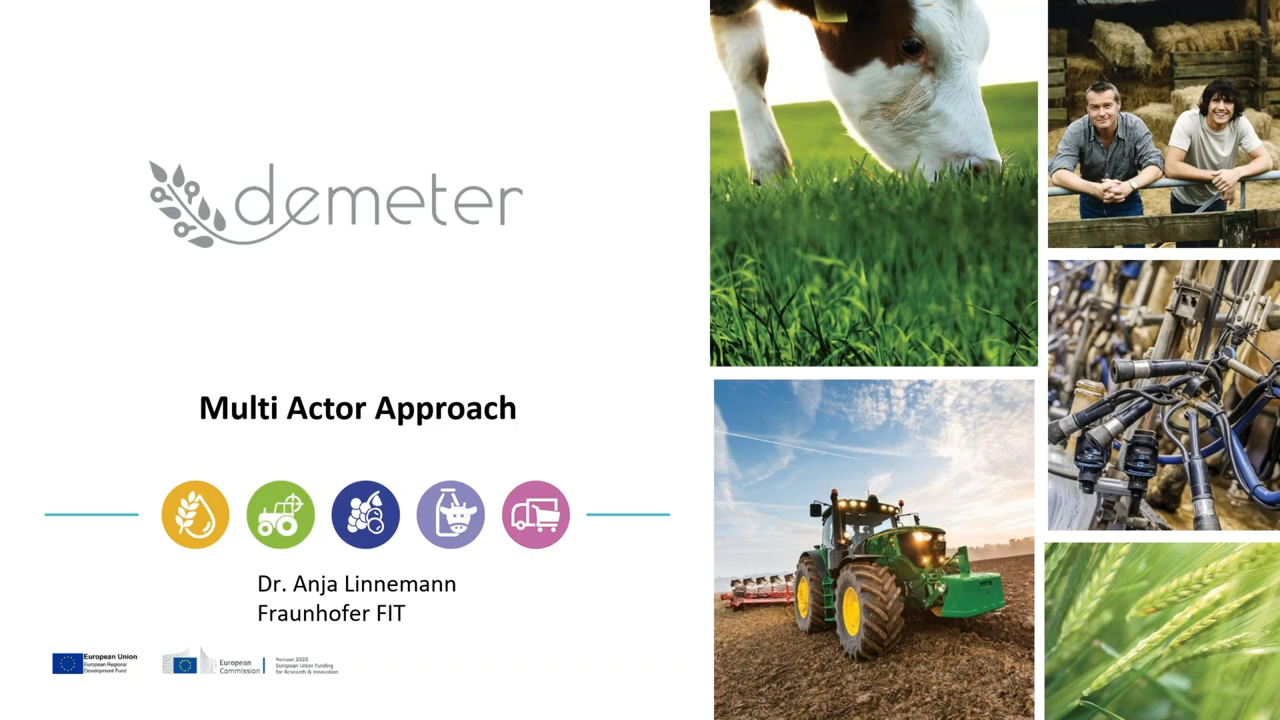 demeter
Multi Actor Approach
Dr. Anja Linnemann
Fraunhofer FIT
European Union
European Regional
Development Fund
European
Commission
Horizon 2020
European Union funding
for Research & Innovation